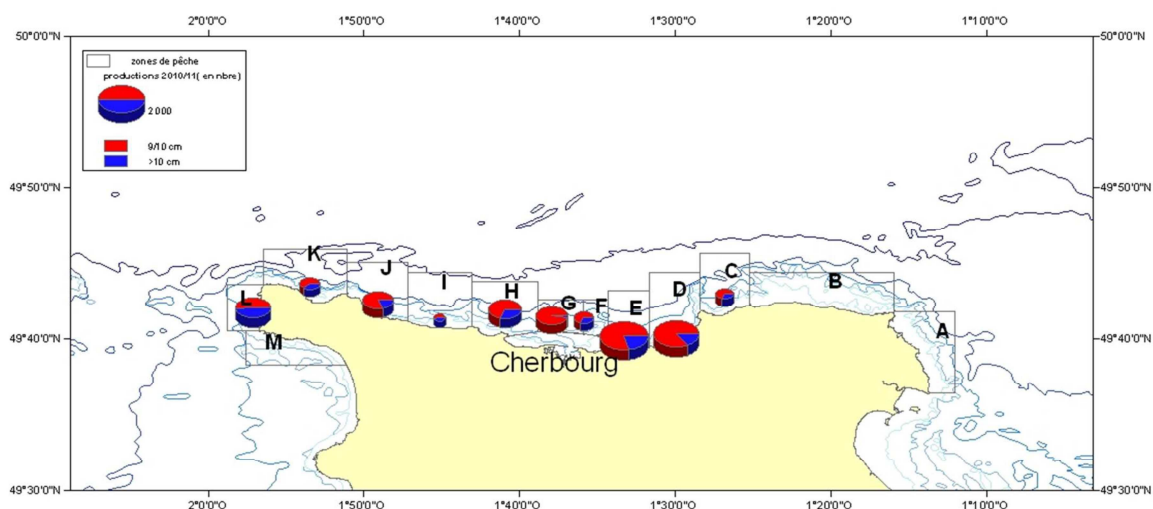 2°0'0"W 1°50'0"W 1°40'0"W 1°30'0"W 1°20'0"W 1°10'0"W
50°0'0"N 50°0'0"N
zones de pêche
productions 2010/11( en nbre)
2 000
9/10 cm
>10 cm
49°50'0"N 49°50'0"N
K
J
C
I
B
H
D
L
G
F
E
A
M
49°40'0"N 49°40'0"N
Cherbourg
49°30'0"N 49°30'0"N
2°0'0"W 1°50'0"W 1°40'0"W 1°30'0"W 1°20'0"W 1°10'0"W